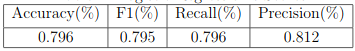 Accuracy(%) F1(%) Recall(%) Precision(%)
0.796 0.795 0.796 0.812